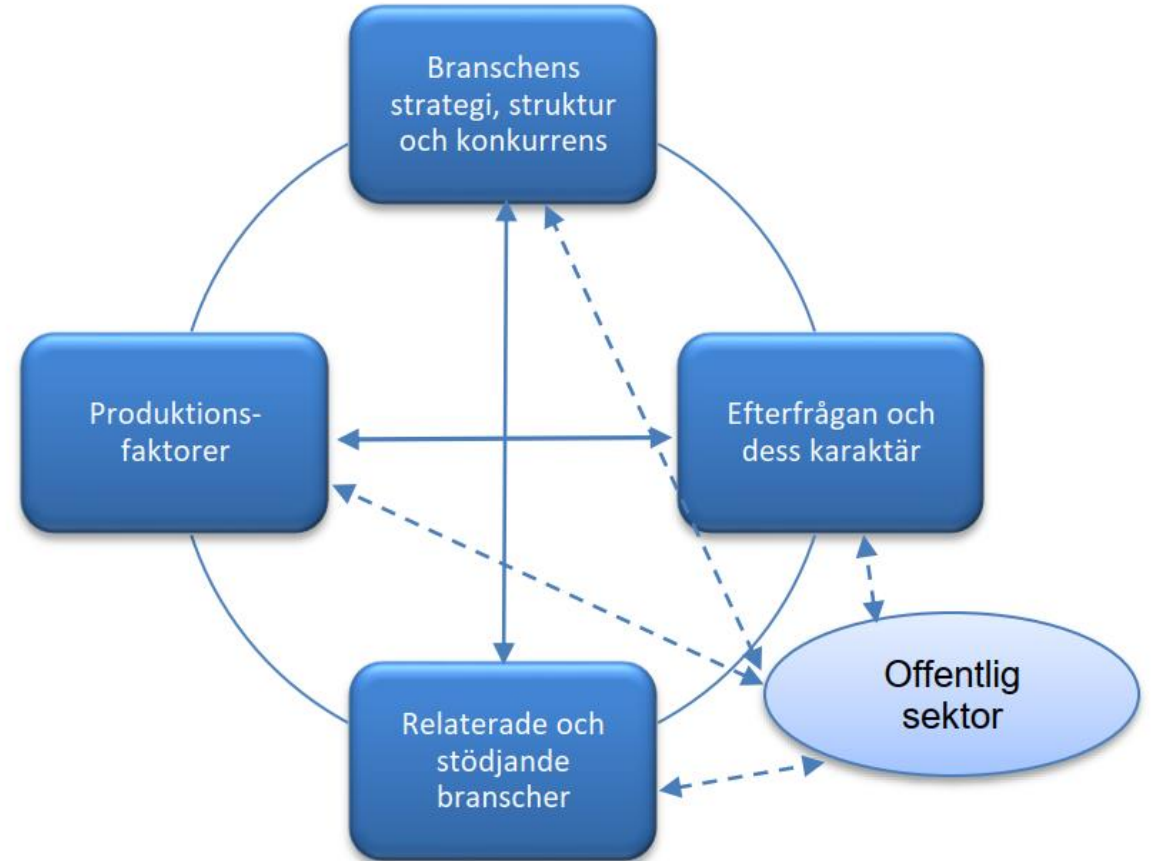 Branschens
strategi, struktur
och konkurrens
Produktions-
faktorer
Efterfrågan och
dess karaktär
Relaterade och
stödjande
branscher
Offentlig
sektor